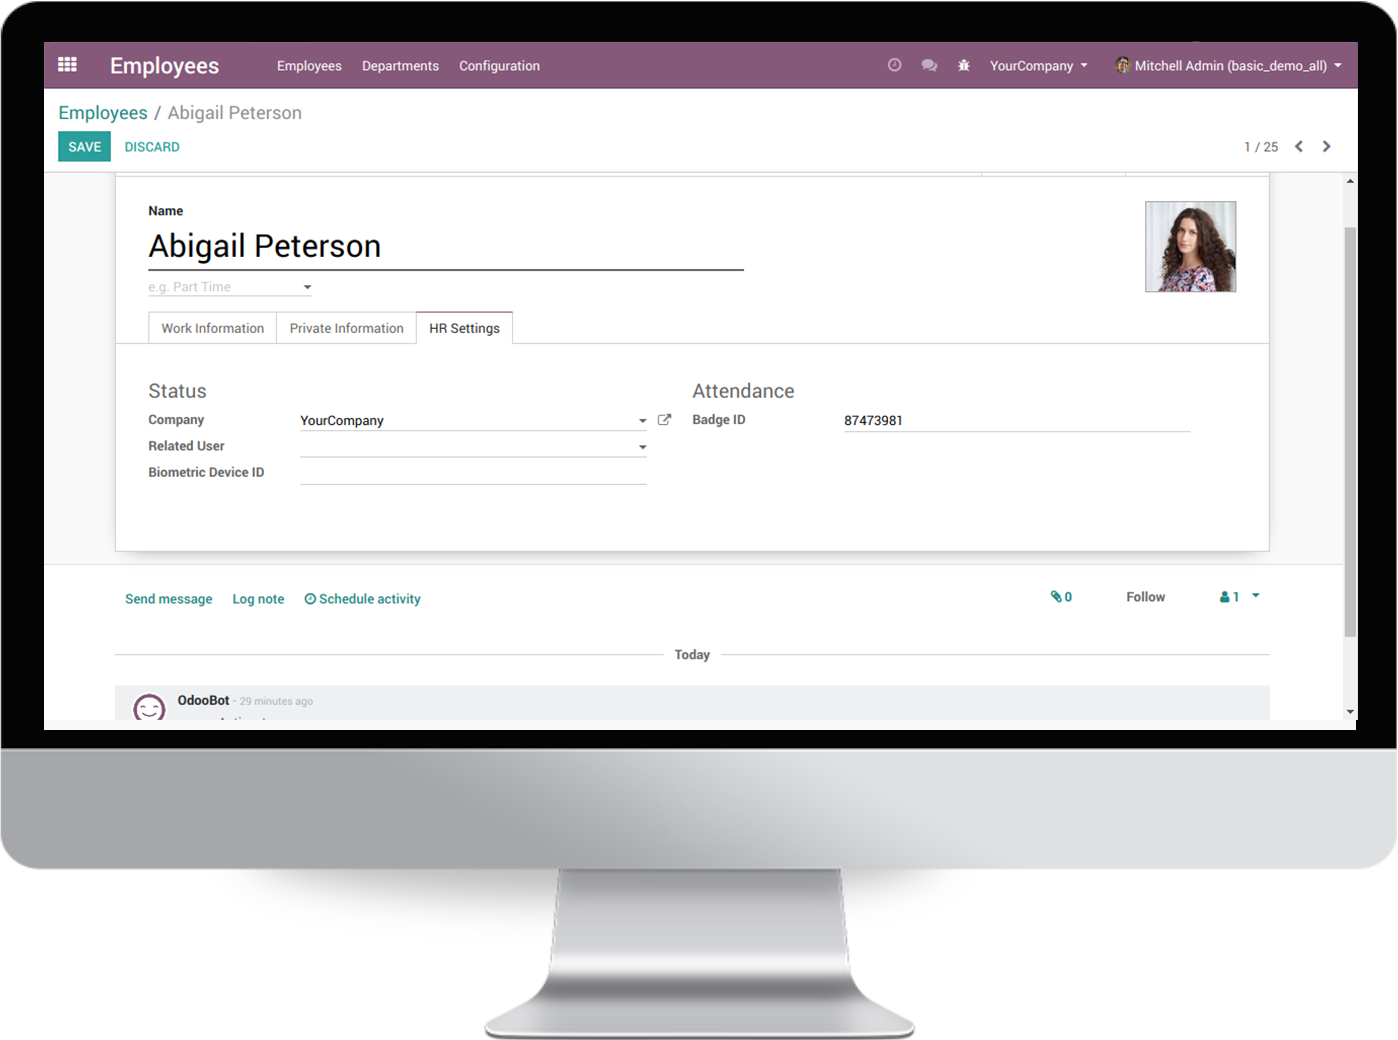 Employees Employees Departments Configuration YourCompany Mitchell Admin (basic_demo_all)
Employees / Abigail Peterson
SAVE DISCARD 1 / 25
Name
Abigail Peterson
e.g. Part Time
Work Information Private Information HR Settings
Status Attendance
Company YourCompany Badge ID 87473981
Related User
Biometric Device ID
Send message Log note Schedule activity 0 Follow 1
Today
OdooBot - 29 minutes ago